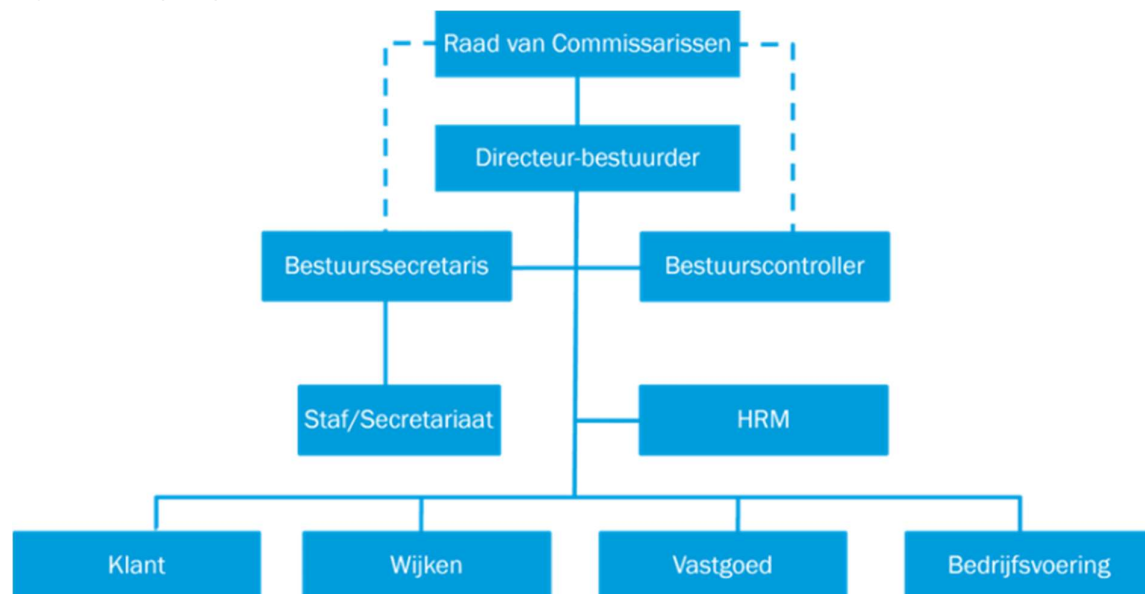 Raad van Commissarissen
Directeur-bestuurder
Bestuurssecretaris
Bestuurscontroller
Staf/Secretariaat
HRM
Klant
Wijken
Vastgoed
Bedrijfsvoering